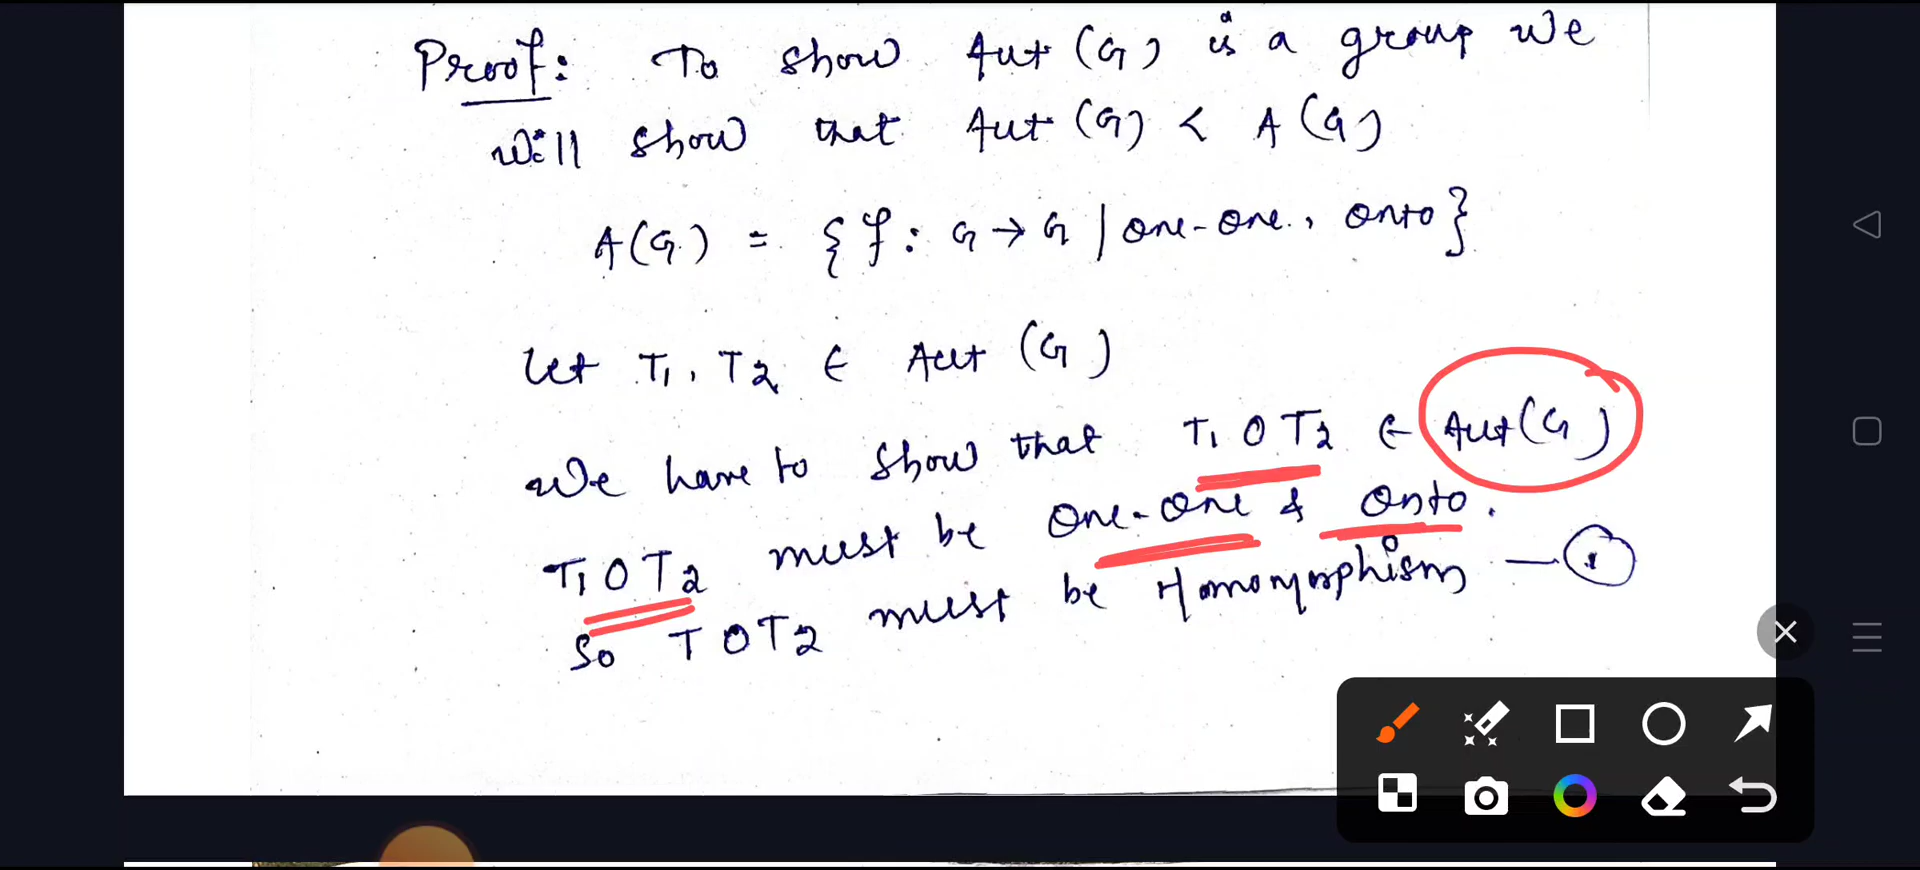 Proof: To show Aut (G) is a group we
will show that Aut (G) < A (G)
A(G) = { f : G → G | one-one, onto }
Let T1, T2 ∈ Aut (G)
We have to show that T1 O T2 ∈ Aut(G)
T1 O T2 must be one-one & onto.
So T O T2 must be Homomorphism — 1